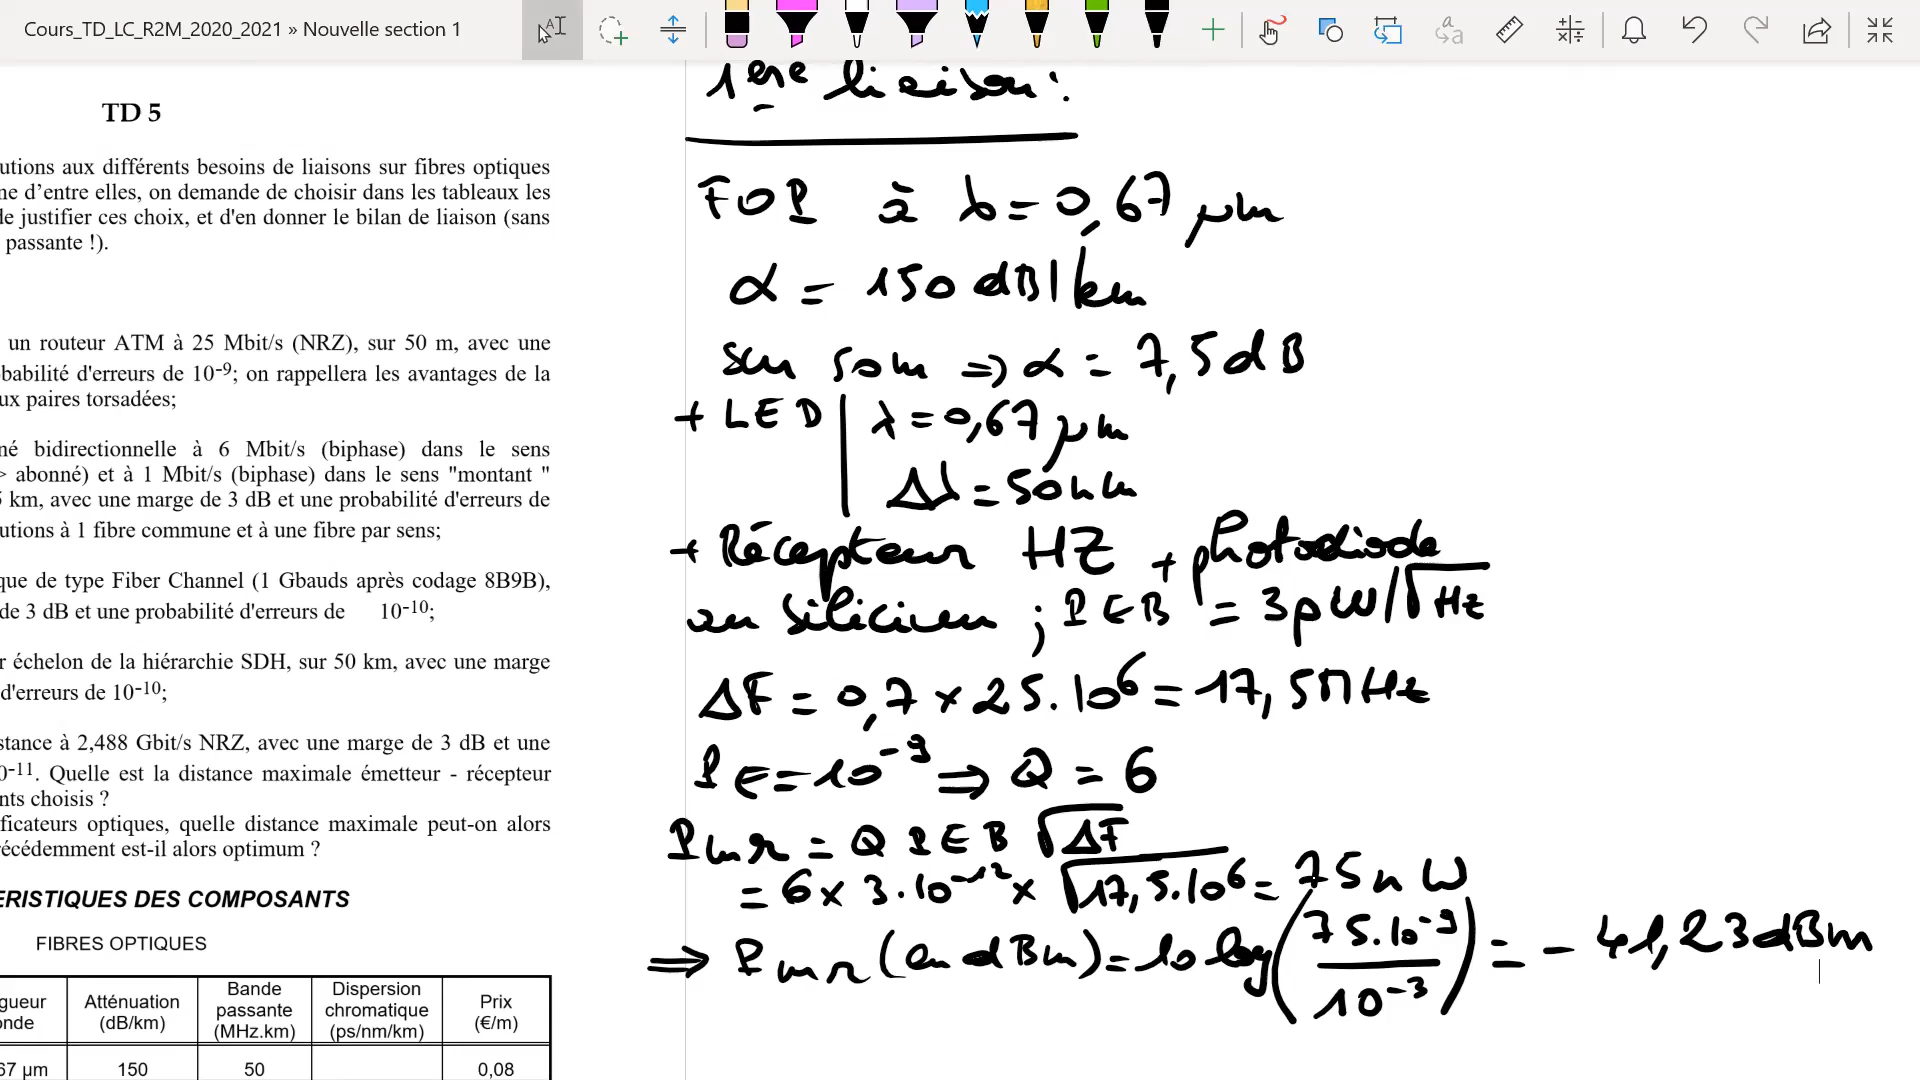 Cours_TD_LC_R2M_2020_2021 » Nouvelle section 1
TD 5
utions aux différents besoins de liaisons sur fibres optiques
ne d'entre elles, on demande de choisir dans les tableaux les
de justifier ces choix, et d'en donner le bilan de liaison (sans
passante !).
un routeur ATM à 25 Mbit/s (NRZ), sur 50 m, avec une
babilité d'erreurs de 10-9; on rappellera les avantages de la
ux paires torsadées;
né bidirectionnelle à 6 Mbit/s (biphase) dans le sens
> abonné) et à 1 Mbit/s (biphase) dans le sens "montant "
5 km, avec une marge de 3 dB et une probabilité d'erreurs de
utions à 1 fibre commune et à une fibre par sens;
que de type Fiber Channel (1 Gbauds après codage 8B9B),
de 3 dB et une probabilité d'erreurs de 10-10;
r échelon de la hiérarchie SDH, sur 50 km, avec une marge
d'erreurs de 10-10;
stance à 2,488 Gbit/s NRZ, avec une marge de 3 dB et une
0-11. Quelle est la distance maximale émetteur - récepteur
nts choisis ?
ficateurs optiques, quelle distance maximale peut-on alors
récédemment est-il alors optimum ?
ERISTIQUES DES COMPOSANTS
FIBRES OPTIQUES
gueur
onde
Atténuation
(dB/km)
Bande
passante
(MHz.km)
Dispersion
chromatique
(ps/nm/km)
Prix
(€/m)
67 µm 150 50 0,08
1ère liaison :
FOP à λ = 0,67 µm
α = 150 dB/km
sur 50m => α = 7,5 dB
+ LED | λ = 0,67 µm
Δλ = 50nm
+ Récepteur HZ + photodiode
au silicium ; PEB = 3pW/√Hz
ΔF = 0,7 × 25.10^6 = 17,5 MHz
PE = 10^-9 => Q = 6
Pmr = Q PEB √ΔF
= 6 × 3.10^-12 × √17,5.10^6 = 75 nW
=> Pmr (en dBm) = 10 log(75.10^-9 / 10^-3) = - 41,23 dBm